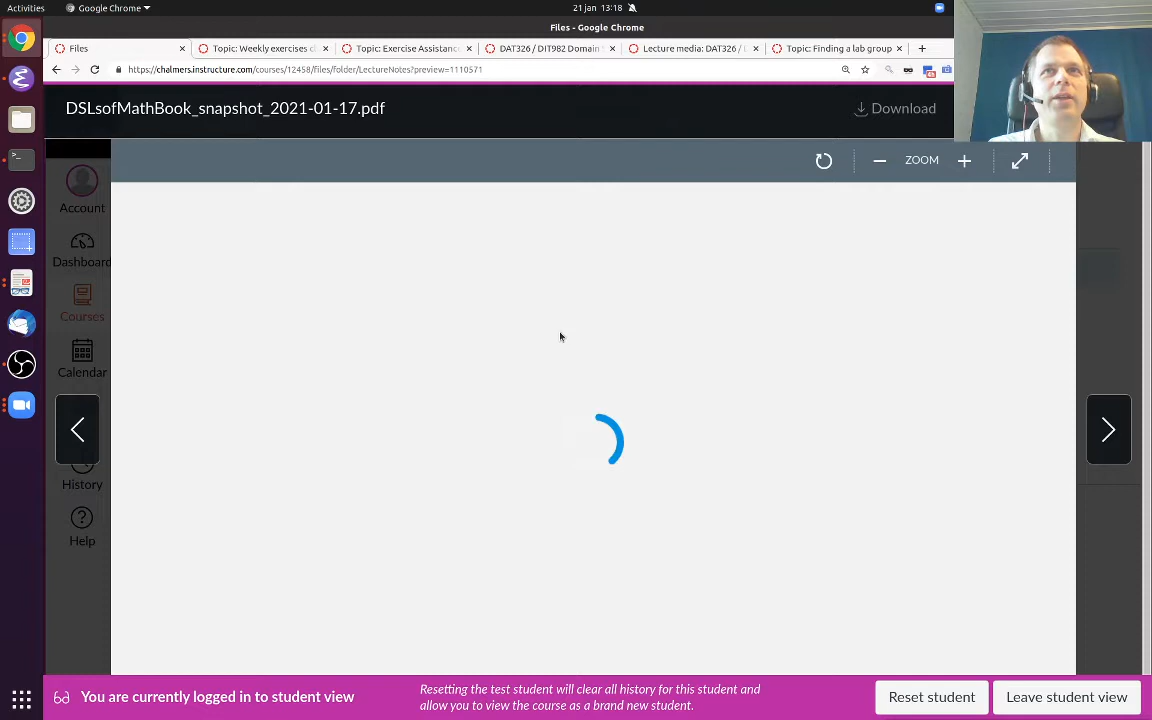 Activities
Google Chrome
21 jan 13:18
Files - Google Chrome
Files
Topic: Weekly exercises
Topic: Exercise Assistanc
DAT326 / DIT982 Domain
Lecture media: DAT326 /
Topic: Finding a lab group
https://chalmers.instructure.com/courses/12458/files/folder/LectureNotes?preview=1110571
DSLsofMathBook_snapshot_2021-01-17.pdf
Download
ZOOM
Account
Dashboard
Courses
Calendar
History
Help
You are currently logged in to student view
Resetting the test student will clear all history for this student and
allow you to view the course as a brand new student.
Reset student
Leave student view